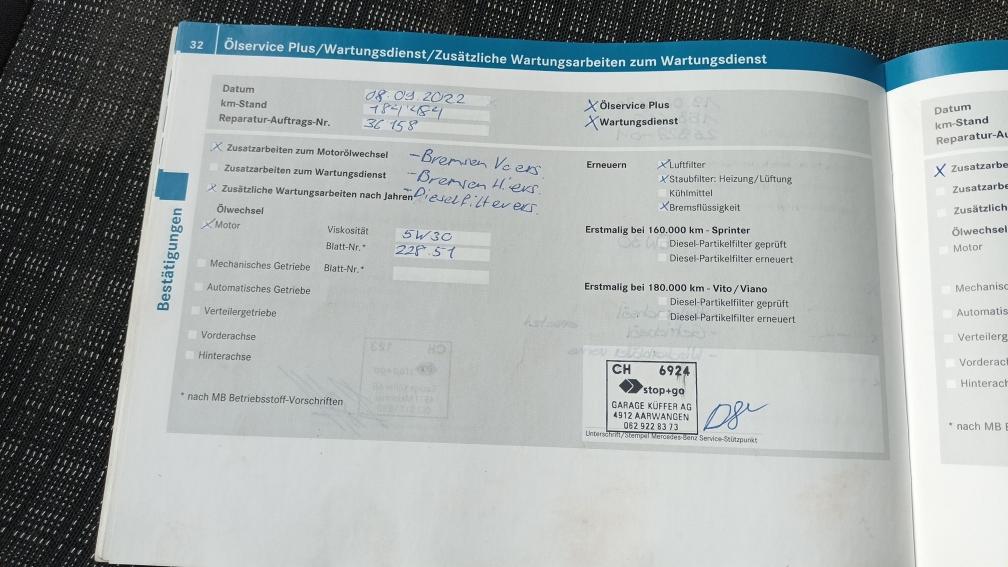 32 Ölservice Plus/Wartungsdienst/Zusätzliche Wartungsarbeiten zum Wartungsdienst
Datum 08.09.2022
km-Stand 184'484
Reparatur-Auftrags-Nr. 36158
X Ölservice Plus
X Wartungsdienst
X Zusatzarbeiten zum Motorölwechsel - Bremsen V ers.
Zusatzarbeiten zum Wartungsdienst - Bremsen H ers.
X Zusätzliche Wartungsarbeiten nach Jahren - Dieselfilter ers.
Ölwechsel
X Motor Viskosität 5W30
Blatt-Nr.* 228.51
Mechanisches Getriebe Blatt-Nr.*
Automatisches Getriebe
Verteilergetriebe
Vorderachse
Hinterachse
* nach MB Betriebsstoff-Vorschriften
Erneuern X Luftfilter
X Staubfilter: Heizung/Lüftung
Kühlmittel
X Bremsflüssigkeit
Erstmalig bei 160.000 km - Sprinter
Diesel-Partikelfilter geprüft
Diesel-Partikelfilter erneuert
Erstmalig bei 180.000 km - Vito/Viano
Diesel-Partikelfilter geprüft
Diesel-Partikelfilter erneuert
CH 6924
stop+go
GARAGE KÜFFER AG
4912 AARWANGEN
062 922 83 73
Unterschrift/Stempel Mercedes-Benz Service-Stützpunkt
Bestätigungen
Datum
km-Stand
Reparatur-Au
X Zusatzarbe
Zusatzarbe
Zusätzlich
Ölwechsel
Motor
Mechanisc
Automatis
Verteilerg
Vorderac
Hinterach
* nach MB B